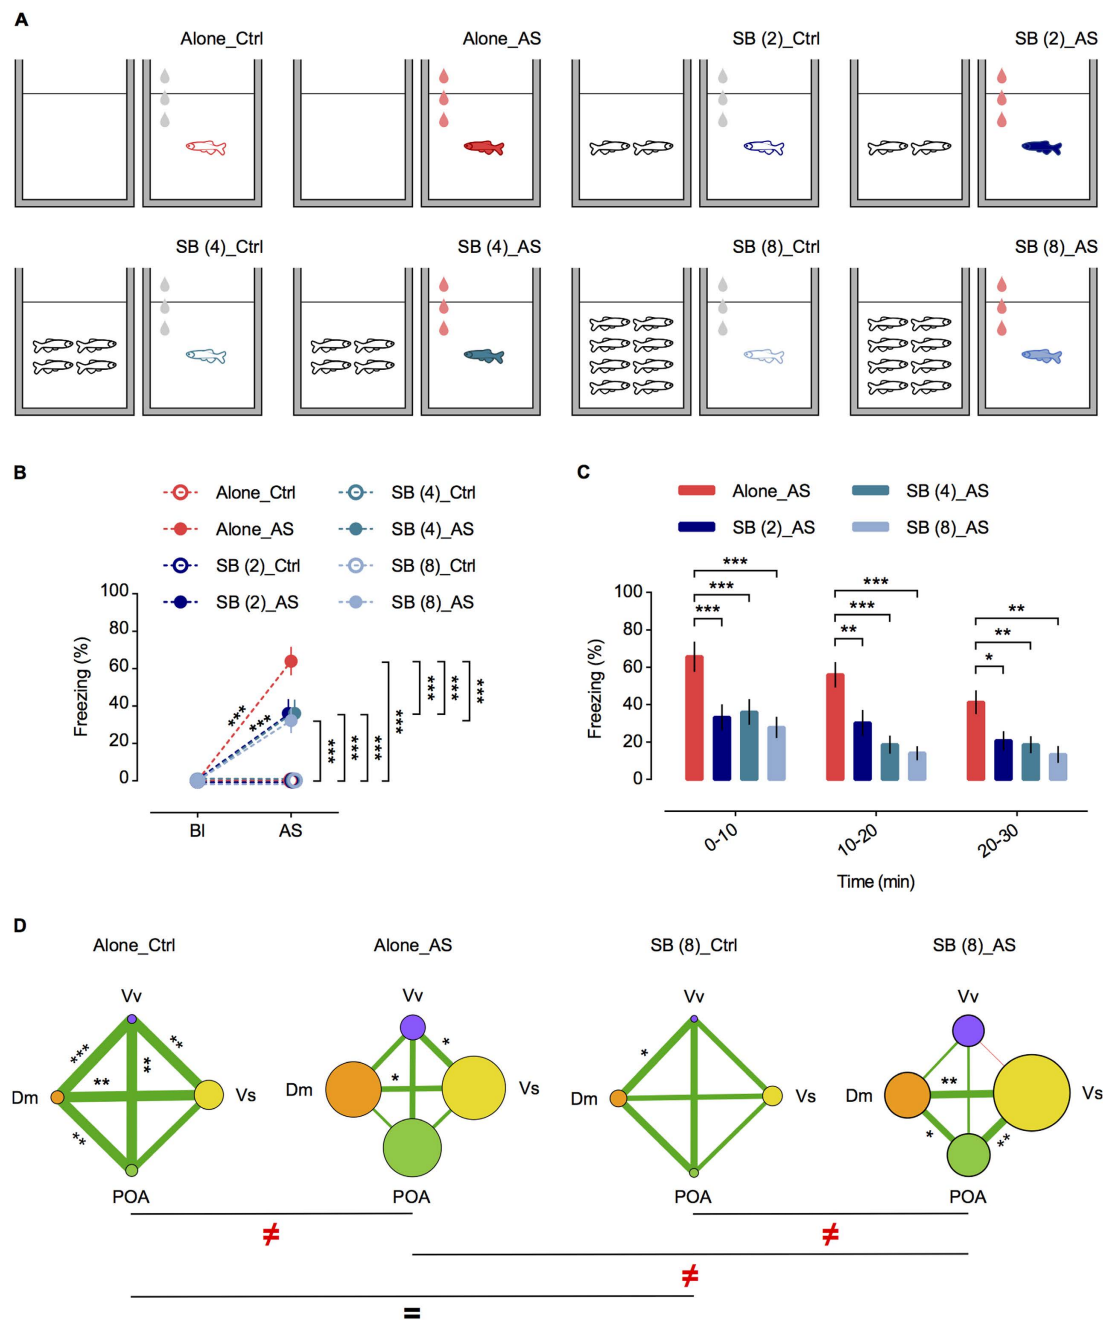 A
Alone_Ctrl
Alone_AS
SB (2)_Ctrl
SB (2)_AS
SB (4)_Ctrl
SB (4)_AS
SB (8)_Ctrl
SB (8)_AS
B
Alone_Ctrl
SB (4)_Ctrl
Alone_AS
SB (4)_AS
SB (2)_Ctrl
SB (8)_Ctrl
SB (2)_AS
SB (8)_AS
Freezing (%)
100
80
60
40
20
0
***
***
***
***
***
***
***
***
***
Bl
AS
C
Alone_AS
SB (4)_AS
SB (2)_AS
SB (8)_AS
Freezing (%)
100
80
60
40
20
0
***
***
***
***
***
**
**
**
*
0-10
10-20
20-30
Time (min)
D
Alone_Ctrl
Vv
***
**
**
**
Dm
Vs
**
POA
Alone_AS
Vv
*
*
Dm
Vs
POA
SB (8)_Ctrl
Vv
*
Dm
Vs
POA
SB (8)_AS
Vv
**
Dm
Vs
*
**
POA
≠
≠
≠
=